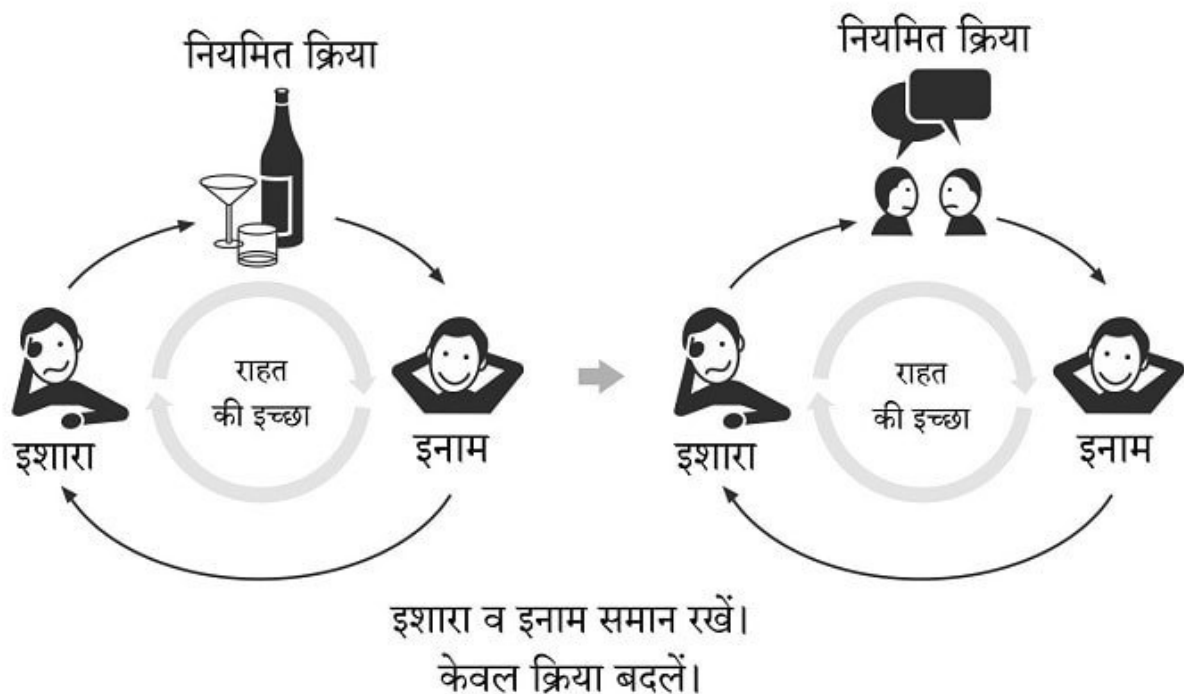 नियमित क्रिया
राहत
की इच्छा
इशारा
इनाम
नियमित क्रिया
राहत
की इच्छा
इशारा
इनाम
इशारा व इनाम समान रखें।
केवल क्रिया बदलें।